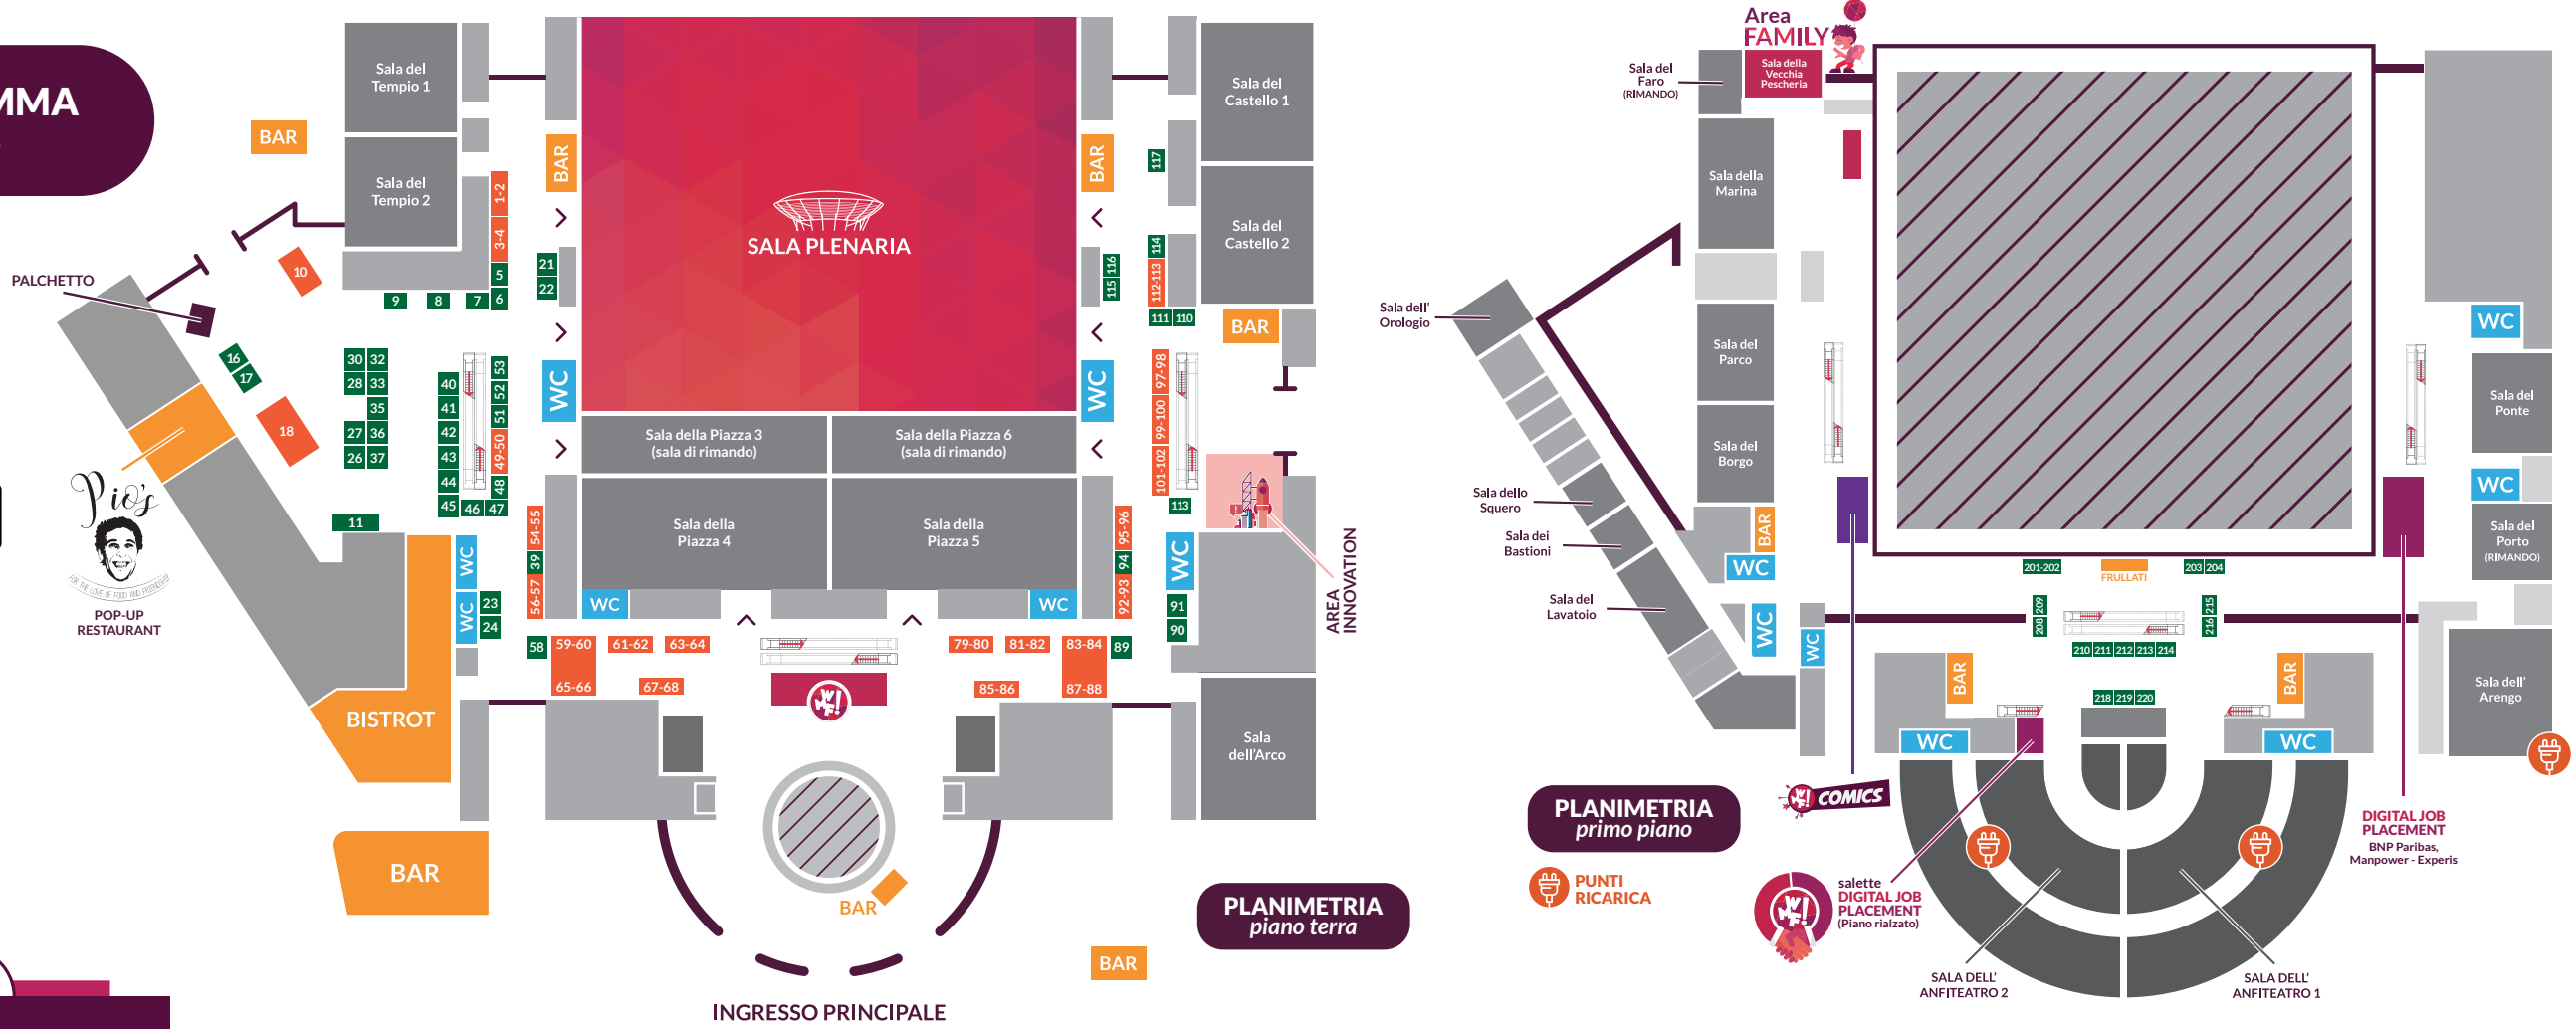 MMA
Sala del
Tempio 1
BAR
Sala del
Tempio 2
1-2
3-4
5
6
7
8
9
10
PALCHETTO
16
17
18
30 32
28 33
35
27 36
26 37
11
40
41
42
43
44
45 46 47
53
52
51
49-50
48
Pio's
FOR THE LOVE OF FOOD AND FRIENDSHIP
POP-UP
RESTAURANT
BISTROT
BAR
WC
WC
23
24
BAR
21
22
WC
54-55
39
56-57
58
59-60
61-62
63-64
65-66
67-68
SALA PLENARIA
Sala della Piazza 3
(sala di rimando)
Sala della Piazza 6
(sala di rimando)
Sala della
Piazza 4
Sala della
Piazza 5
WC
WC
WMF!
79-80
81-82
83-84
89
85-86
87-88
BAR
116
115
WC
95-96
94
92-93
117
114
112-113
111 110
97-98
99-100
101-102
113
WC
91
90
Sala del
Castello 1
Sala del
Castello 2
BAR
AREA
INNOVATION
Sala
dell'Arco
BAR
BAR
INGRESSO PRINCIPALE
PLANIMETRIA
piano terra
Area
FAMILY
Sala del
Faro
(RIMANDO)
Sala della
Vecchia
Pescheria
Sala della
Marina
Sala dell'
Orologio
Sala del
Parco
Sala del
Borgo
Sala dello
Squero
Sala dei
Bastioni
Sala del
Lavatoio
BAR
WC
WC
WC
201-202
FRULLATI
203 204
209
208
215
216
210 211 212 213 214
218 219 220
BAR
WC
BAR
WC
WC
Sala del
Ponte
WC
Sala del
Porto
(RIMANDO)
Sala dell'
Arengo
PLANIMETRIA
primo piano
PUNTI
RICARICA
WMF! COMICS
WMF!
salette
DIGITAL JOB
PLACEMENT
(Piano rialzato)
DIGITAL JOB
PLACEMENT
BNP Paribas,
Manpower - Experis
SALA DELL'
ANFITEATRO 2
SALA DELL'
ANFITEATRO 1